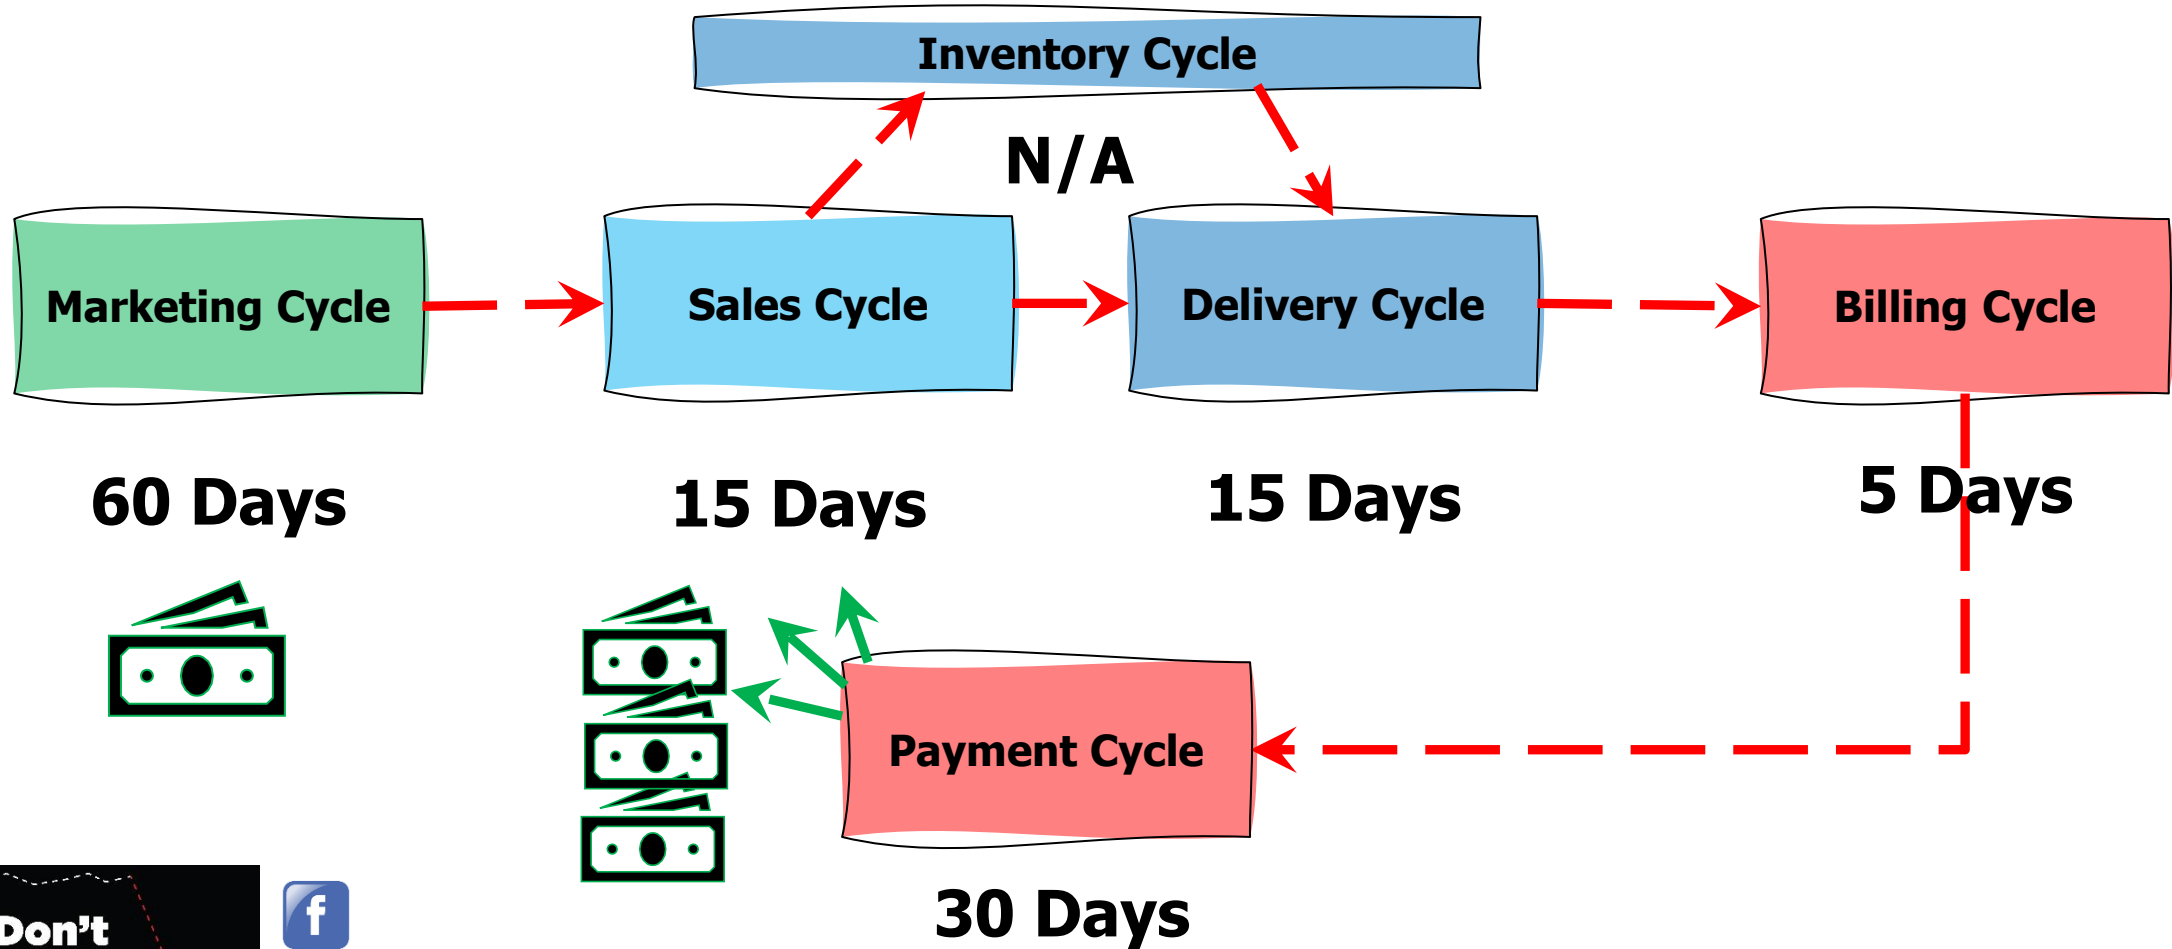 Inventory Cycle
N/A
Marketing Cycle
Sales Cycle
Delivery Cycle
Billing Cycle
60 Days
15 Days
15 Days
5 Days
Payment Cycle
30 Days
Don't
f